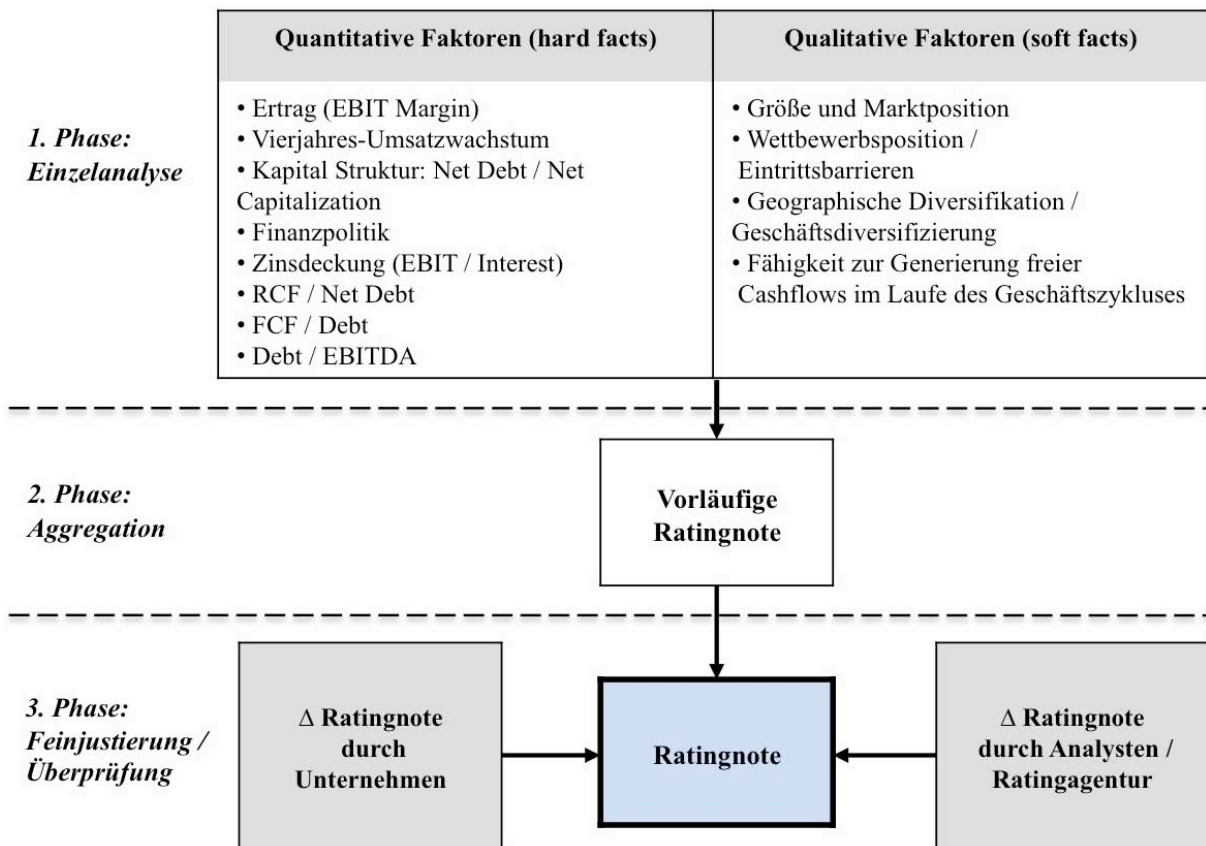 Quantitative Faktoren (hard facts)
Qualitative Faktoren (soft facts)
1. Phase:
Einzelanalyse
• Ertrag (EBIT Margin)
• Vierjahres-Umsatzwachstum
• Kapital Struktur: Net Debt / Net
Capitalization
• Finanzpolitik
• Zinsdeckung (EBIT / Interest)
• RCF / Net Debt
• FCF / Debt
• Debt / EBITDA
• Größe und Marktposition
• Wettbewerbsposition /
Eintrittsbarrieren
• Geographische Diversifikation /
Geschäftsdiversifizierung
• Fähigkeit zur Generierung freier
Cashflows im Laufe des Geschäftszykluses
2. Phase:
Aggregation
Vorläufige
Ratingnote
3. Phase:
Feinjustierung /
Überprüfung
Δ Ratingnote
durch
Unternehmen
Ratingnote
Δ Ratingnote
durch Analysten /
Ratingagentur